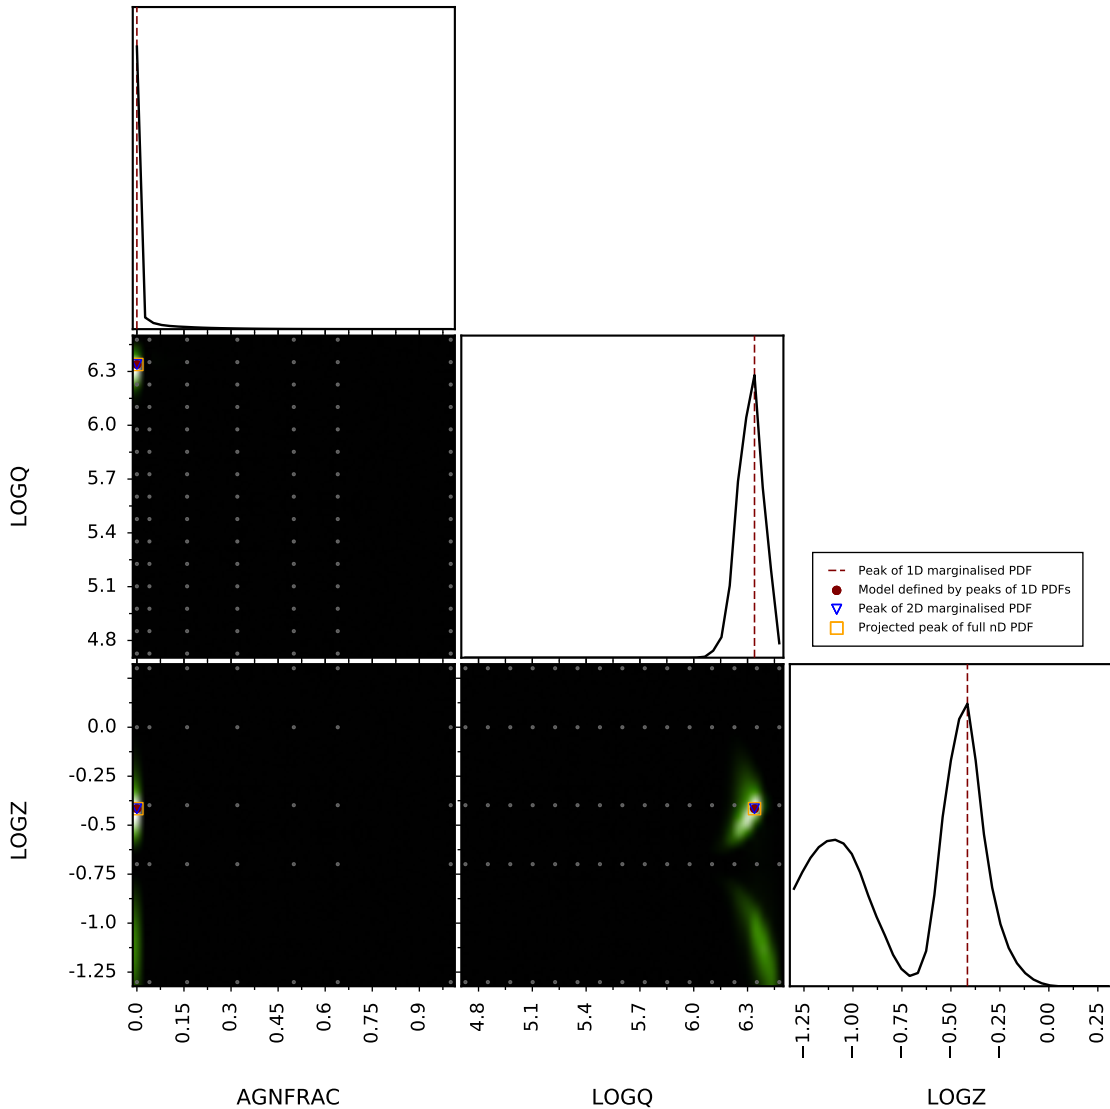 LOGQ
6.3
6.0
5.7
5.4
5.1
4.8
Peak of 1D marginalised PDF
Model defined by peaks of 1D PDFs
Peak of 2D marginalised PDF
Projected peak of full nD PDF
LOGZ
0.0
-0.25
-0.5
-0.75
-1.0
-1.25
0.0 0.15 0.3 0.45 0.6 0.75 0.9
4.8 5.1 5.4 5.7 6.0 6.3
−1.25 −1.00 −0.75 −0.50 −0.25 0.00 0.25
AGNFRAC LOGQ LOGZ